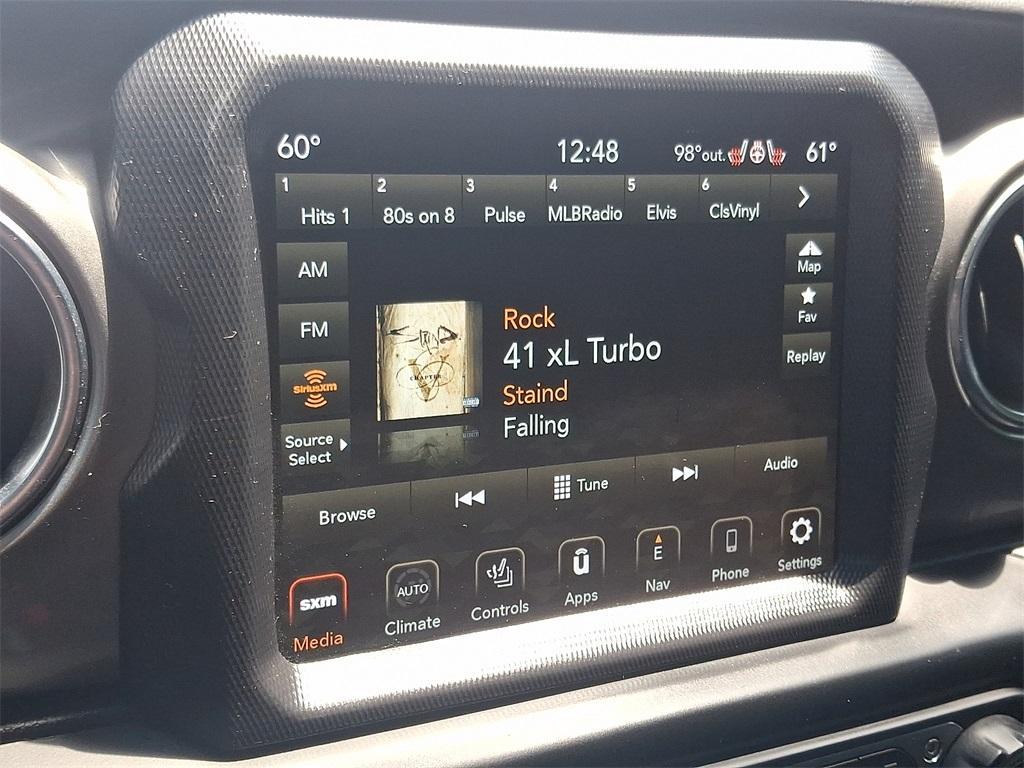 60° 12:48 98°out. 61°
1 Hits 1
2 80s on 8
3 Pulse
4 MLBRadio
5 Elvis
6 ClsVinyl
AM
FM
SiriusXM
Source
Select
STAIND
CHAPTER
V
Rock
41 xL Turbo
Staind
Falling
Map
Fav
Replay
Browse
Tune
Audio
sxm
Media
AUTO
Climate
Controls
ū
Apps
E
Nav
Phone
Settings